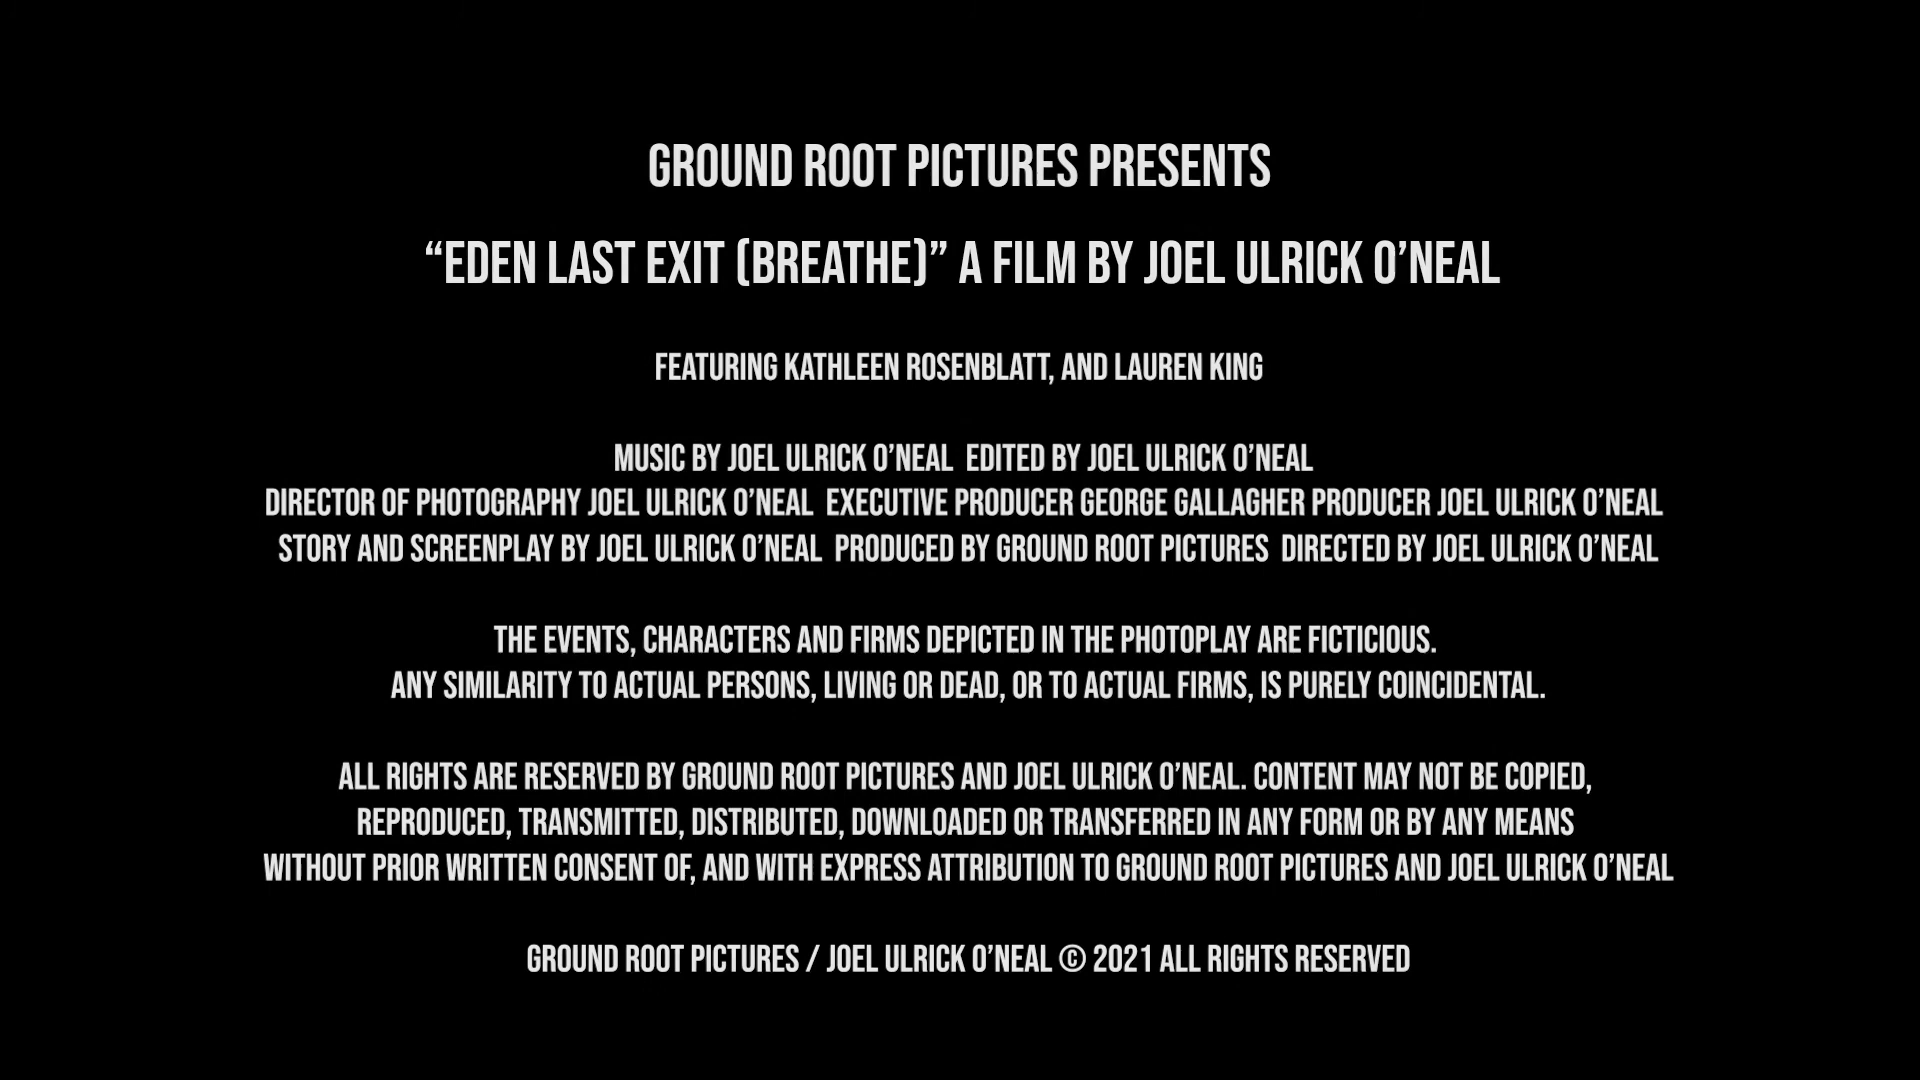 GROUND ROOT PICTURES PRESENTS
“EDEN LAST EXIT (BREATHE)” A FILM BY JOEL ULRICK O’NEAL
FEATURING KATHLEEN ROSENBLATT, AND LAUREN KING
MUSIC BY JOEL ULRICK O’NEAL  EDITED BY JOEL ULRICK O’NEAL
DIRECTOR OF PHOTOGRAPHY JOEL ULRICK O’NEAL  EXECUTIVE PRODUCER GEORGE GALLAGHER PRODUCER JOEL ULRICK O’NEAL
STORY AND SCREENPLAY BY JOEL ULRICK O’NEAL  PRODUCED BY GROUND ROOT PICTURES  DIRECTED BY JOEL ULRICK O’NEAL
THE EVENTS, CHARACTERS AND FIRMS DEPICTED IN THE PHOTOPLAY ARE FICTICIOUS.
ANY SIMILARITY TO ACTUAL PERSONS, LIVING OR DEAD, OR TO ACTUAL FIRMS, IS PURELY COINCIDENTAL.
ALL RIGHTS ARE RESERVED BY GROUND ROOT PICTURES AND JOEL ULRICK O’NEAL. CONTENT MAY NOT BE COPIED,
REPRODUCED, TRANSMITTED, DISTRIBUTED, DOWNLOADED OR TRANSFERRED IN ANY FORM OR BY ANY MEANS
WITHOUT PRIOR WRITTEN CONSENT OF, AND WITH EXPRESS ATTRIBUTION TO GROUND ROOT PICTURES AND JOEL ULRICK O’NEAL
GROUND ROOT PICTURES / JOEL ULRICK O’NEAL © 2021 ALL RIGHTS RESERVED